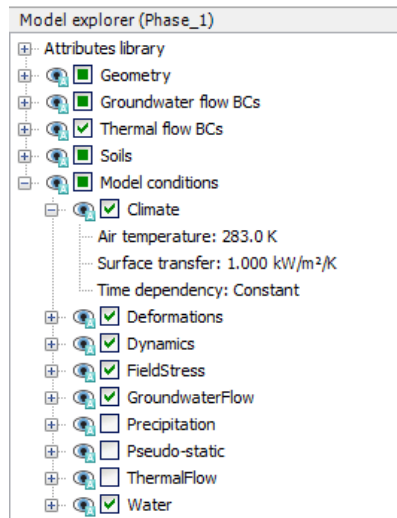 Model explorer (Phase_1)
Attributes library
Geometry
Groundwater flow BCs
Thermal flow BCs
Soils
Model conditions
Climate
Air temperature: 283.0 K
Surface transfer: 1.000 kW/m²/K
Time dependency: Constant
Deformations
Dynamics
FieldStress
GroundwaterFlow
Precipitation
Pseudo-static
ThermalFlow
Water